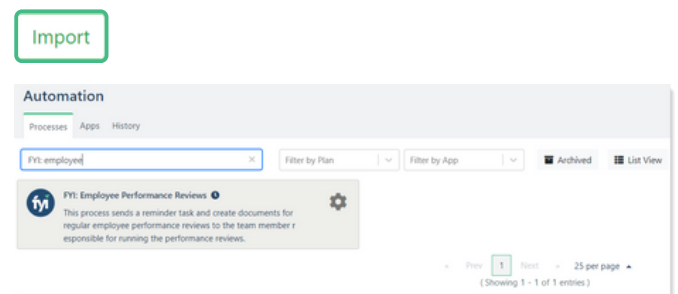 Import
Automation
Processes Apps History
FYI: employee × Filter by Plan Filter by App Archived List View
fyi
FYI: Employee Performance Reviews
This process sends a reminder task and create documents for
regular employee performance reviews to the team member r
esponsible for running the performance reviews.
« Prev 1 Next » 25 per page
( Showing 1 - 1 of 1 entries )